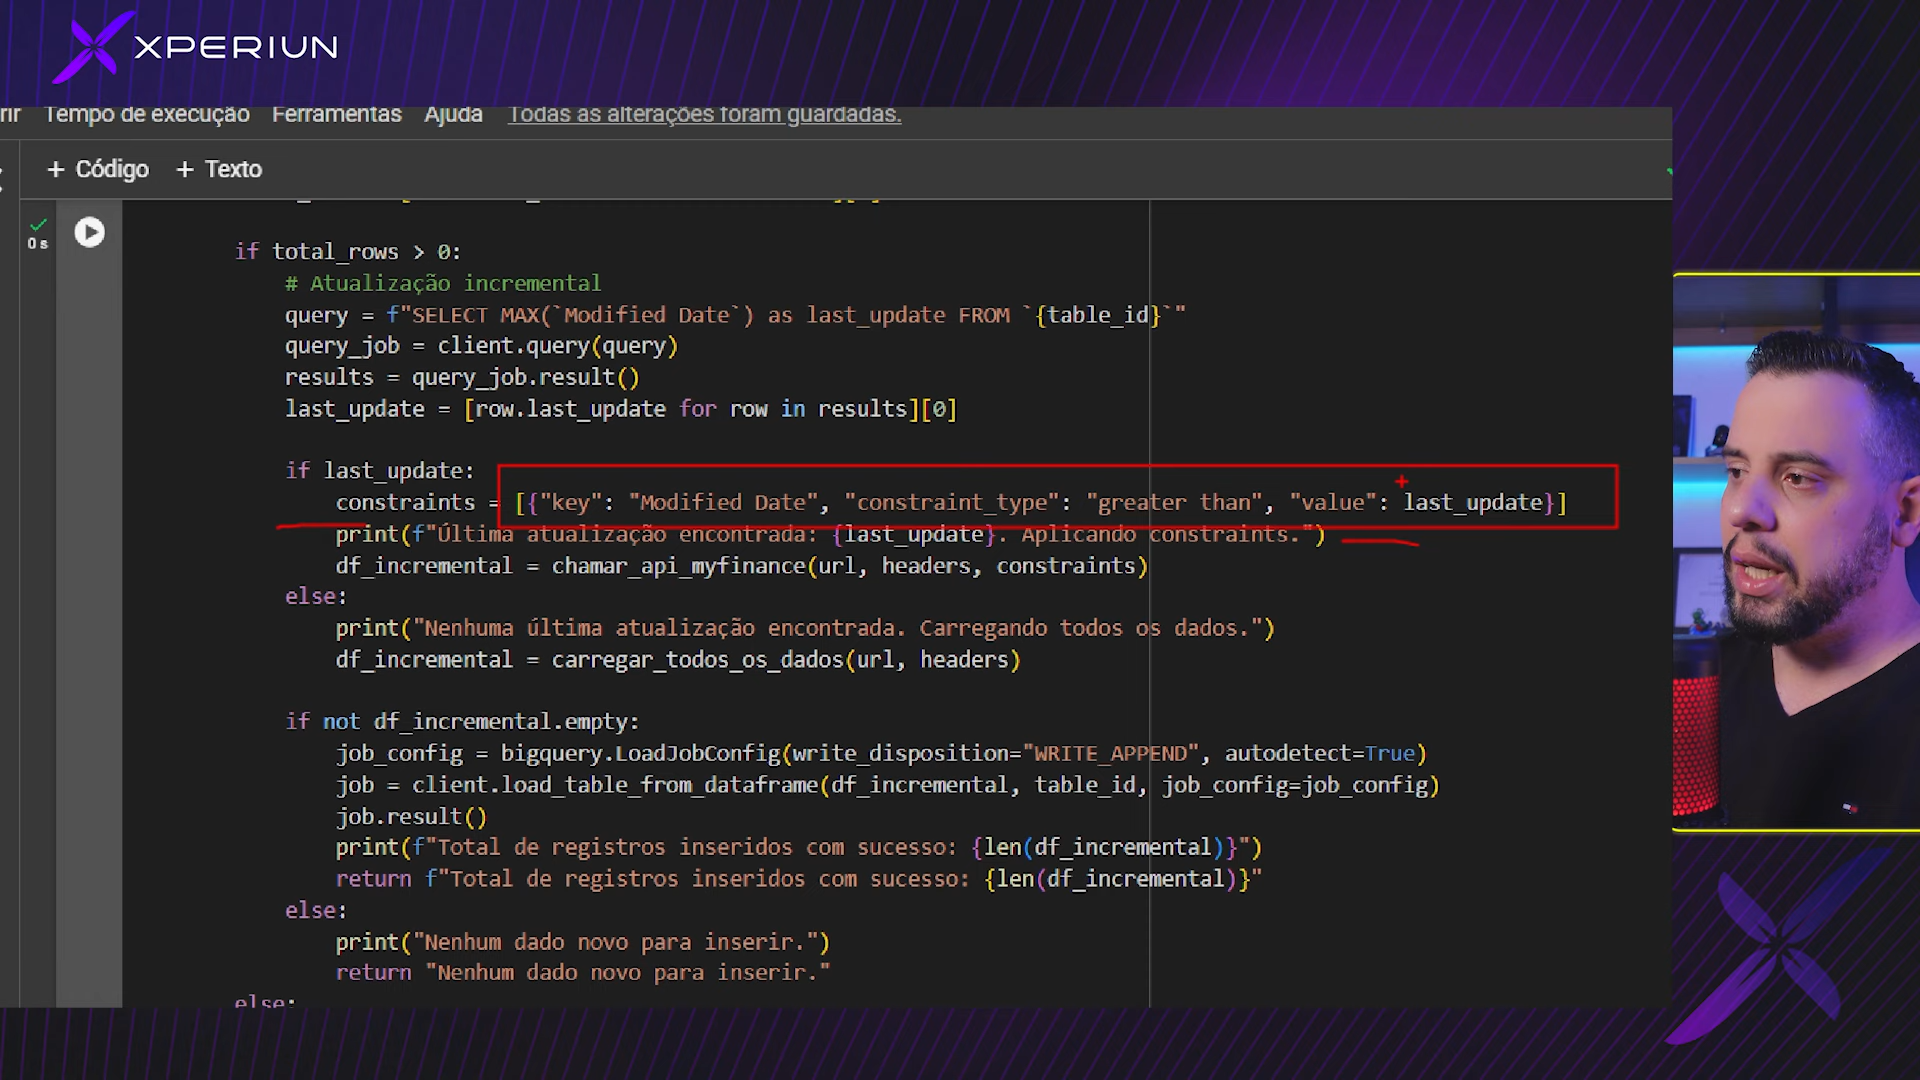 XPERIUN
rir Tempo de execução Ferramentas Ajuda Todas as alterações foram guardadas.
+ Código + Texto
0 s
if total_rows > 0:
# Atualização incremental
query = f"SELECT MAX(`Modified Date`) as last_update FROM `{table_id}`"
query_job = client.query(query)
results = query_job.result()
last_update = [row.last_update for row in results][0]
if last_update:
constraints = [{"key": "Modified Date", "constraint_type": "greater than", "value": last_update}]
print(f"Última atualização encontrada: {last_update}. Aplicando constraints.")
df_incremental = chamar_api_myfinance(url, headers, constraints)
else:
print("Nenhuma última atualização encontrada. Carregando todos os dados.")
df_incremental = carregar_todos_os_dados(url, headers)
if not df_incremental.empty:
job_config = bigquery.LoadJobConfig(write_disposition="WRITE_APPEND", autodetect=True)
job = client.load_table_from_dataframe(df_incremental, table_id, job_config=job_config)
job.result()
print(f"Total de registros inseridos com sucesso: {len(df_incremental)}")
return f"Total de registros inseridos com sucesso: {len(df_incremental)}"
else:
print("Nenhum dado novo para inserir.")
return "Nenhum dado novo para inserir."
else: